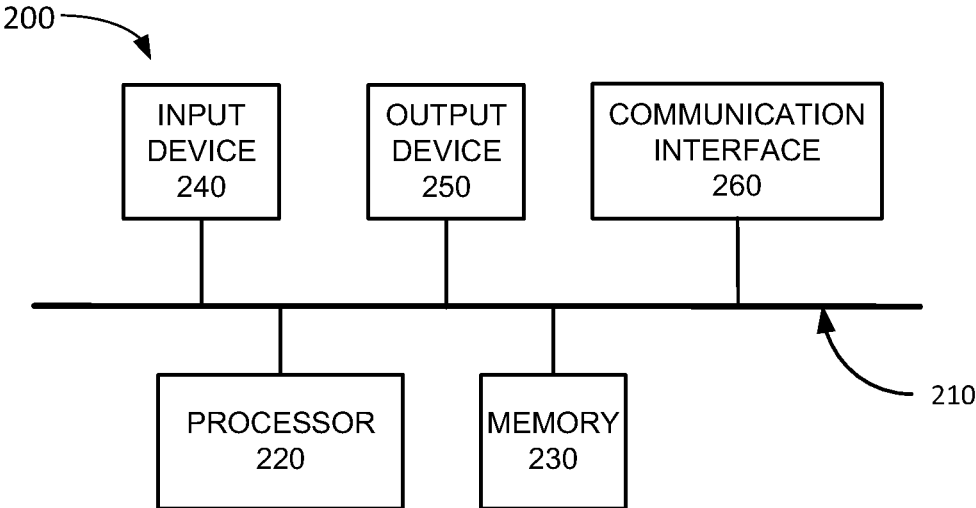 200
INPUT
DEVICE
240
OUTPUT
DEVICE
250
COMMUNICATION
INTERFACE
260
210
PROCESSOR
220
MEMORY
230